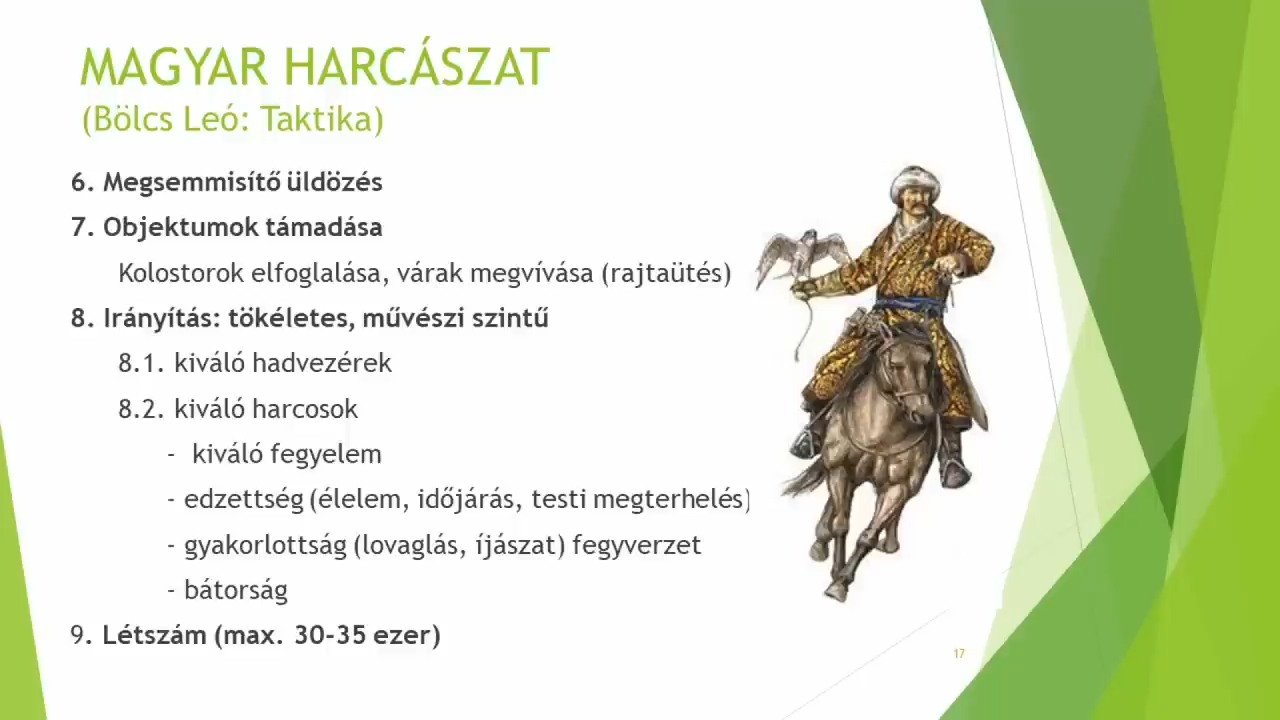 MAGYAR HARCÁSZAT
(Bölcs Leó: Taktika)
6. Megsemmisítő üldözés
7. Objektumok támadása
Kolostorok elfoglalása, várak megvívása (rajtaütés)
8. Irányítás: tökéletes, művészi szintű
8.1. kiváló hadvezérek
8.2. kiváló harcosok
- kiváló fegyelem
- edzettség (élelem, időjárás, testi megterhelés)
- gyakorlottság (lovaglás, íjászat) fegyverzet
- bátorság
9. Létszám (max. 30-35 ezer)
17